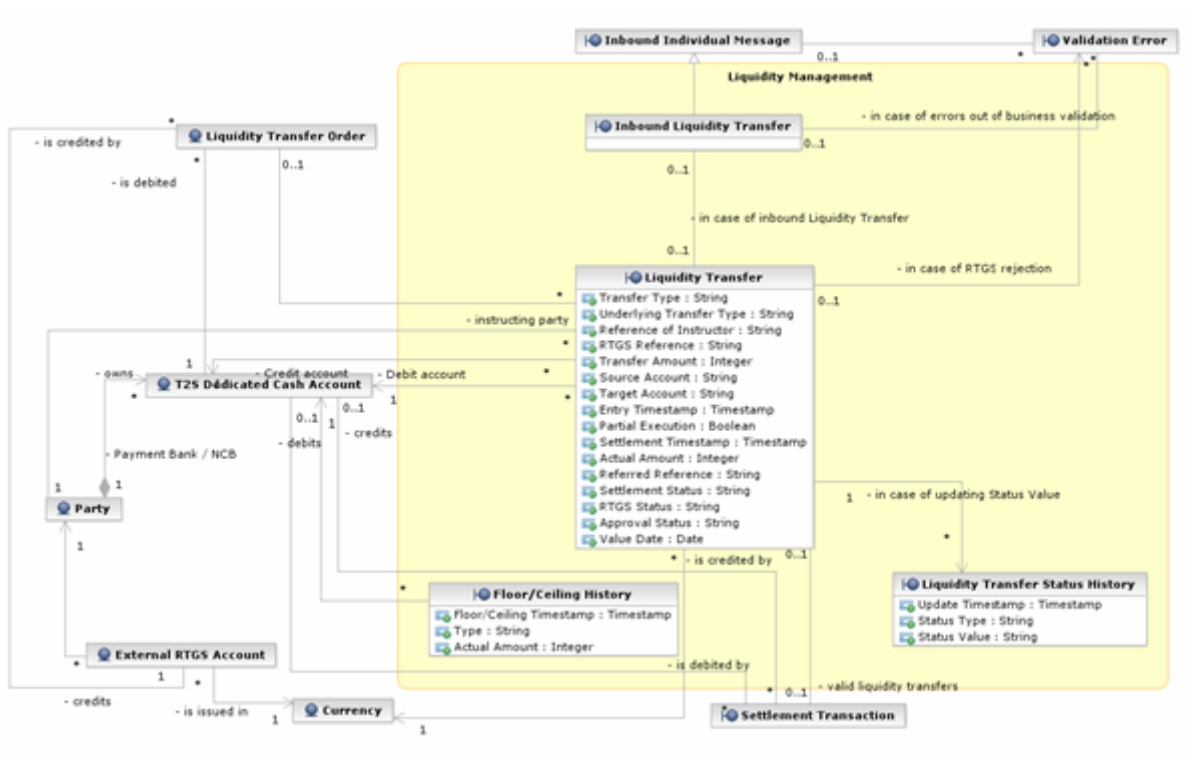 Inbound Individual Message
Validation Error
0..1
*
*
*
Liquidity Management
Liquidity Transfer Order
*
- is credited by
*
- is debited
0..1
Inbound Liquidity Transfer
- in case of errors out of business validation
0..1
0..1
- in case of inbound Liquidity Transfer
0..1
- in case of RTGS rejection
0..1
Liquidity Transfer
Transfer Type : String
Underlying Transfer Type : String
Reference of Instructor : String
RTGS Reference : String
Transfer Amount : Integer
Source Account : String
Target Account : String
Entry Timestamp : Timestamp
Partial Execution : Boolean
Settlement Timestamp : Timestamp
Actual Amount : Integer
Referred Reference : String
Settlement Status : String
RTGS Status : String
Approval Status : String
Value Date : Date
*
- instructing party
*
1
- owns
- Credit account
- Debit account
*
T2S Dedicated Cash Account
1
*
*
0..1
0..1
1
- credits
- debits
- Payment Bank / NCB
1
1
Party
1
1
- in case of updating Status Value
*
0..1
*
- is credited by
*
Floor/Ceiling History
Floor/Ceiling Timestamp : Timestamp
Type : String
Actual Amount : Integer
Liquidity Transfer Status History
Update Timestamp : Timestamp
Status Type : String
Status Value : String
External RTGS Account
*
1
*
- is debited by
- credits
- is issued in
1
Currency
1
*
0..1
- valid liquidity transfers
*
Settlement Transaction